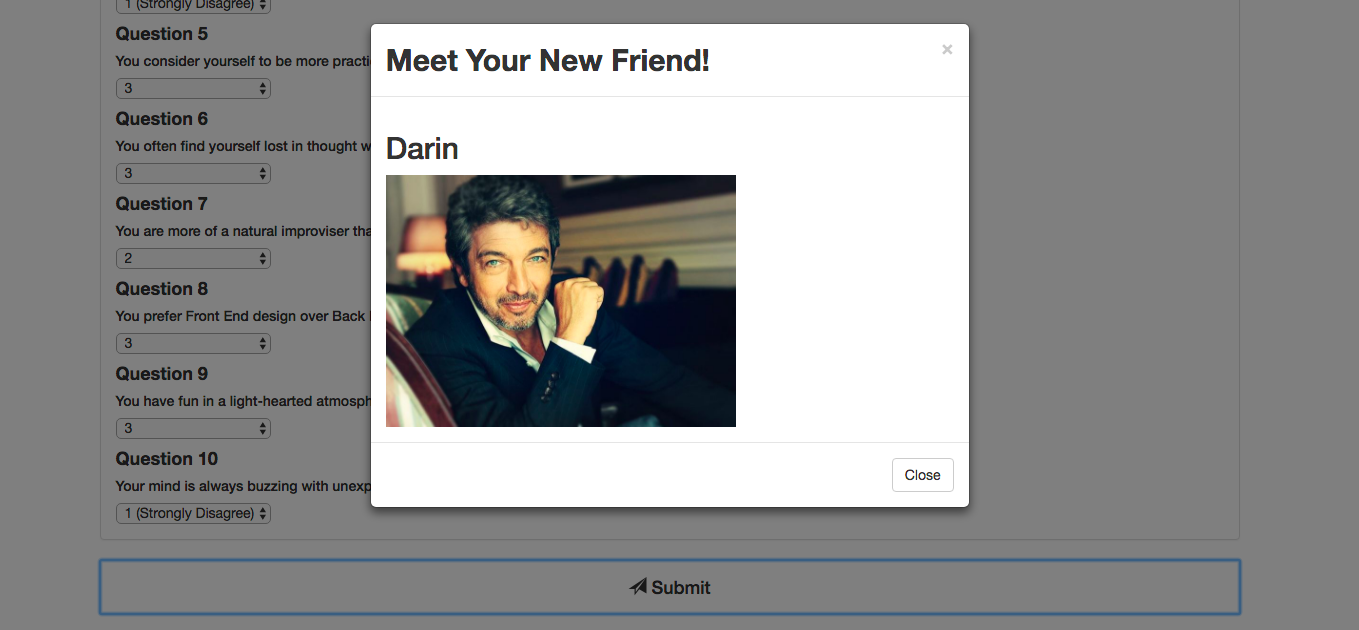 1 (Strongly Disagree)
Question 5
You consider yourself to be more practi
3
Question 6
You often find yourself lost in thought w
3
Question 7
You are more of a natural improviser tha
2
Question 8
You prefer Front End design over Back
3
Question 9
You have fun in a light-hearted atmosph
3
Question 10
Your mind is always buzzing with unexp
1 (Strongly Disagree)
Meet Your New Friend!
×
Darin
Close
Submit